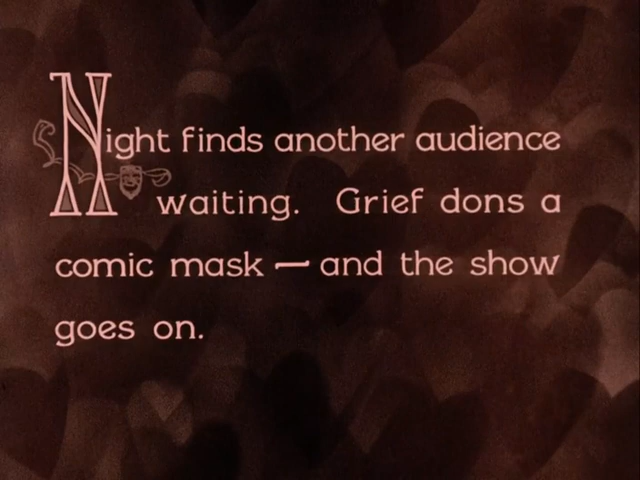 Night finds another audience
waiting. Grief dons a
comic mask — and the show
goes on.